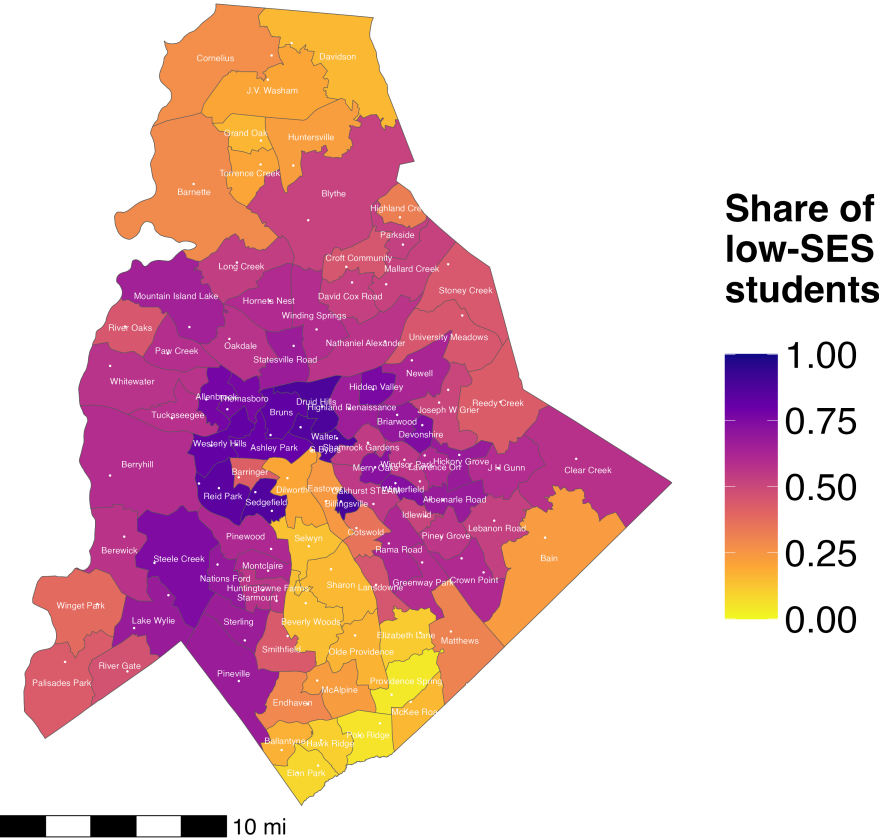 Cornelius
Davidson
J.V. Washam
Grand Oak
Huntersville
Torrence Creek
Barnette
Blythe
Highland Cre
Parkside
Croft Community
Long Creek
Mallard Creek
Mountain Island Lake
Hornets Nest
David Cox Road
Stoney Creek
Winding Springs
River Oaks
University Meadows
Oakdale
Nathaniel Alexander
Paw Creek
Statesville Road
Newell
Whitewater
Hidden Valley
Allenbrook
Thomasboro
Druid Hills
Reedy Creek
Bruns
Highland Renaissance
Joseph W Grier
Tuckaseegee
Briarwood
Devonshire
Walter
Westerly Hills
Ashley Park
G Byers
Shamrock Gardens
Berryhill
Windsor Park
Hickory Grove
Merry Oaks
Lawrence Orr
J H Gunn
Clear Creek
Barringer
Dilworth
Eastover
Oakhurst STEAM
Winterfield
Reid Park
Sedgefield
Billingsville
Albemarle Road
Idlewild
Lebanon Road
Pinewood
Selwyn
Cotswold
Piney Grove
Berewick
Rama Road
Steele Creek
Bain
Montclaire
Nations Ford
Huntingtowne Farms
Sharon
Lansdowne
Greenway Park
Crown Point
Starmount
Winget Park
Lake Wylie
Sterling
Beverly Woods
Elizabeth Lane
Matthews
Smithfield
Olde Providence
River Gate
Palisades Park
Pineville
Providence Spring
McAlpine
Endhaven
McKee Roa
Polo Ridge
Ballantyne
Hawk Ridge
Elon Park
Share of
low-SES
students
1.00
0.75
0.50
0.25
0.00
10 mi